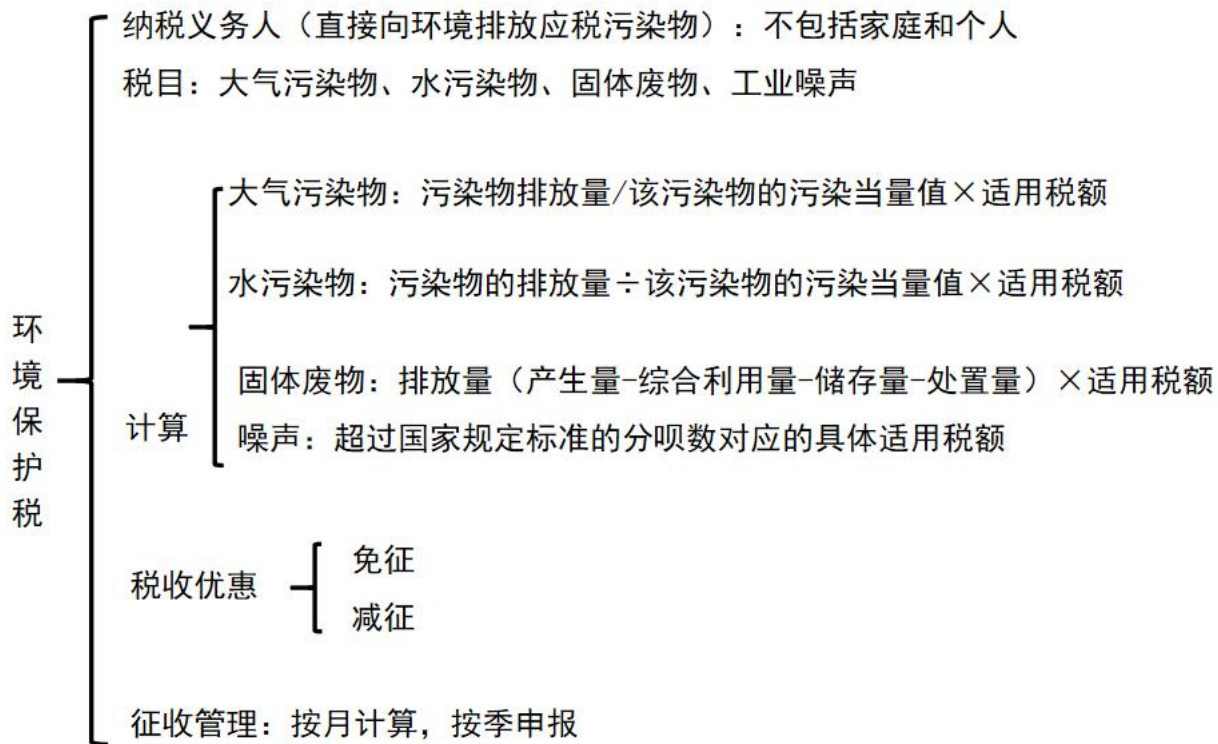 纳税义务人（直接向环境排放应税污染物）：不包括家庭和个人
税目：大气污染物、水污染物、固体废物、工业噪声
环境保护税
计算
大气污染物：污染物排放量/该污染物的污染当量值×适用税额
水污染物：污染物的排放量÷该污染物的污染当量值×适用税额
固体废物：排放量（产生量-综合利用量-储存量-处置量）×适用税额
噪声：超过国家规定标准的分呗数对应的具体适用税额
税收优惠
免征
减征
征收管理：按月计算，按季申报